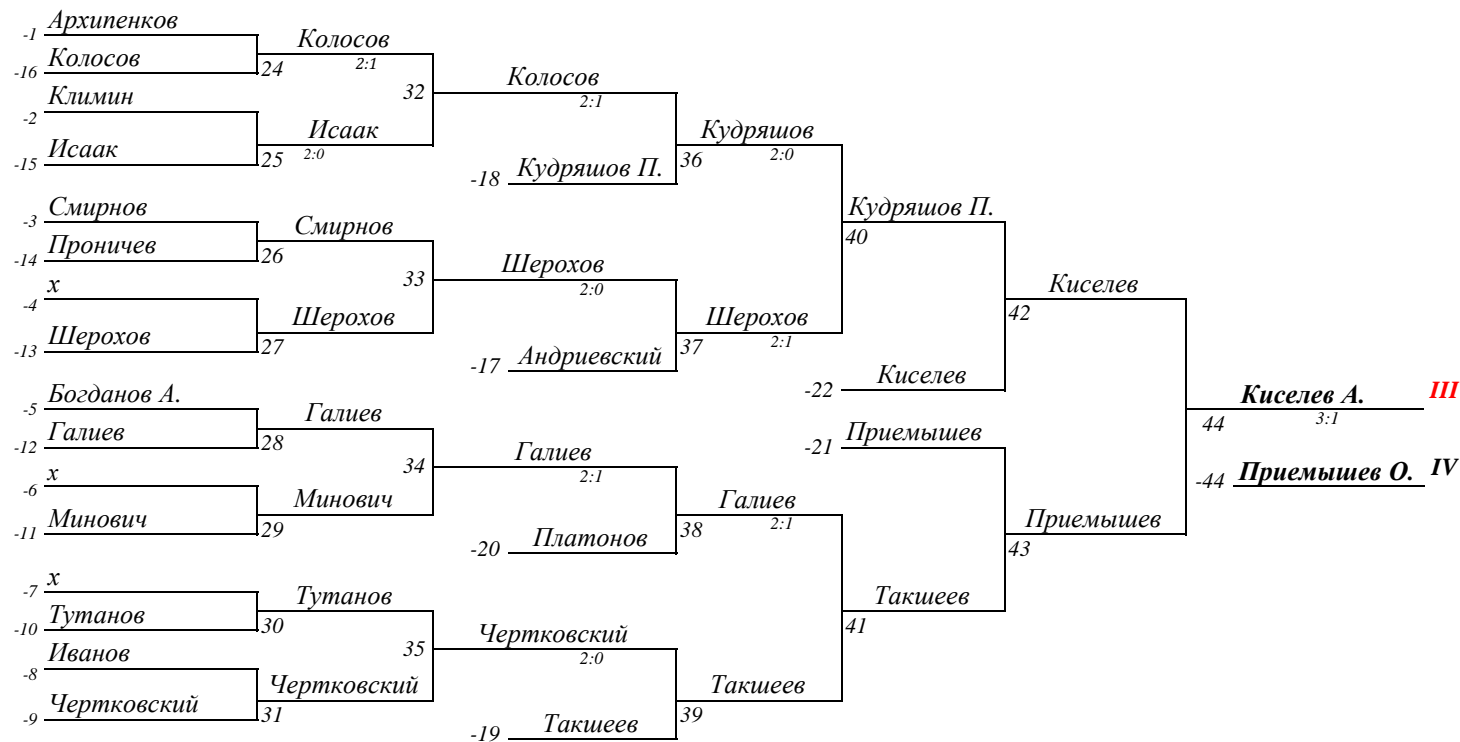 -1 Архипенков
-16 Колосов
24 Колосов
2:1
-2 Климин
-15 Исаак
25 Исаак
2:0
32 Колосов
2:1
-18 Кудряшов П.
36 Кудряшов
2:0
-3 Смирнов
-14 Проничев
26 Смирнов
-4 х
-13 Шерохов
27 Шерохов
33 Шерохов
2:0
-17 Андриевский
37 Шерохов
2:1
40 Кудряшов П.
-22 Киселев
42 Киселев
-5 Богданов А.
-12 Галиев
28 Галиев
-6 х
-11 Минович
29 Минович
34 Галиев
2:1
-20 Платонов
38 Галиев
2:1
-7 х
-10 Тутанов
30 Тутанов
-8 Иванов
-9 Чертковский
31 Чертковский
35 Чертковский
2:0
-19 Такшеев
39 Такшеев
41 Такшеев
-21 Приемышев
43 Приемышев
44 Киселев А. III
3:1
-44 Приемышев О. IV